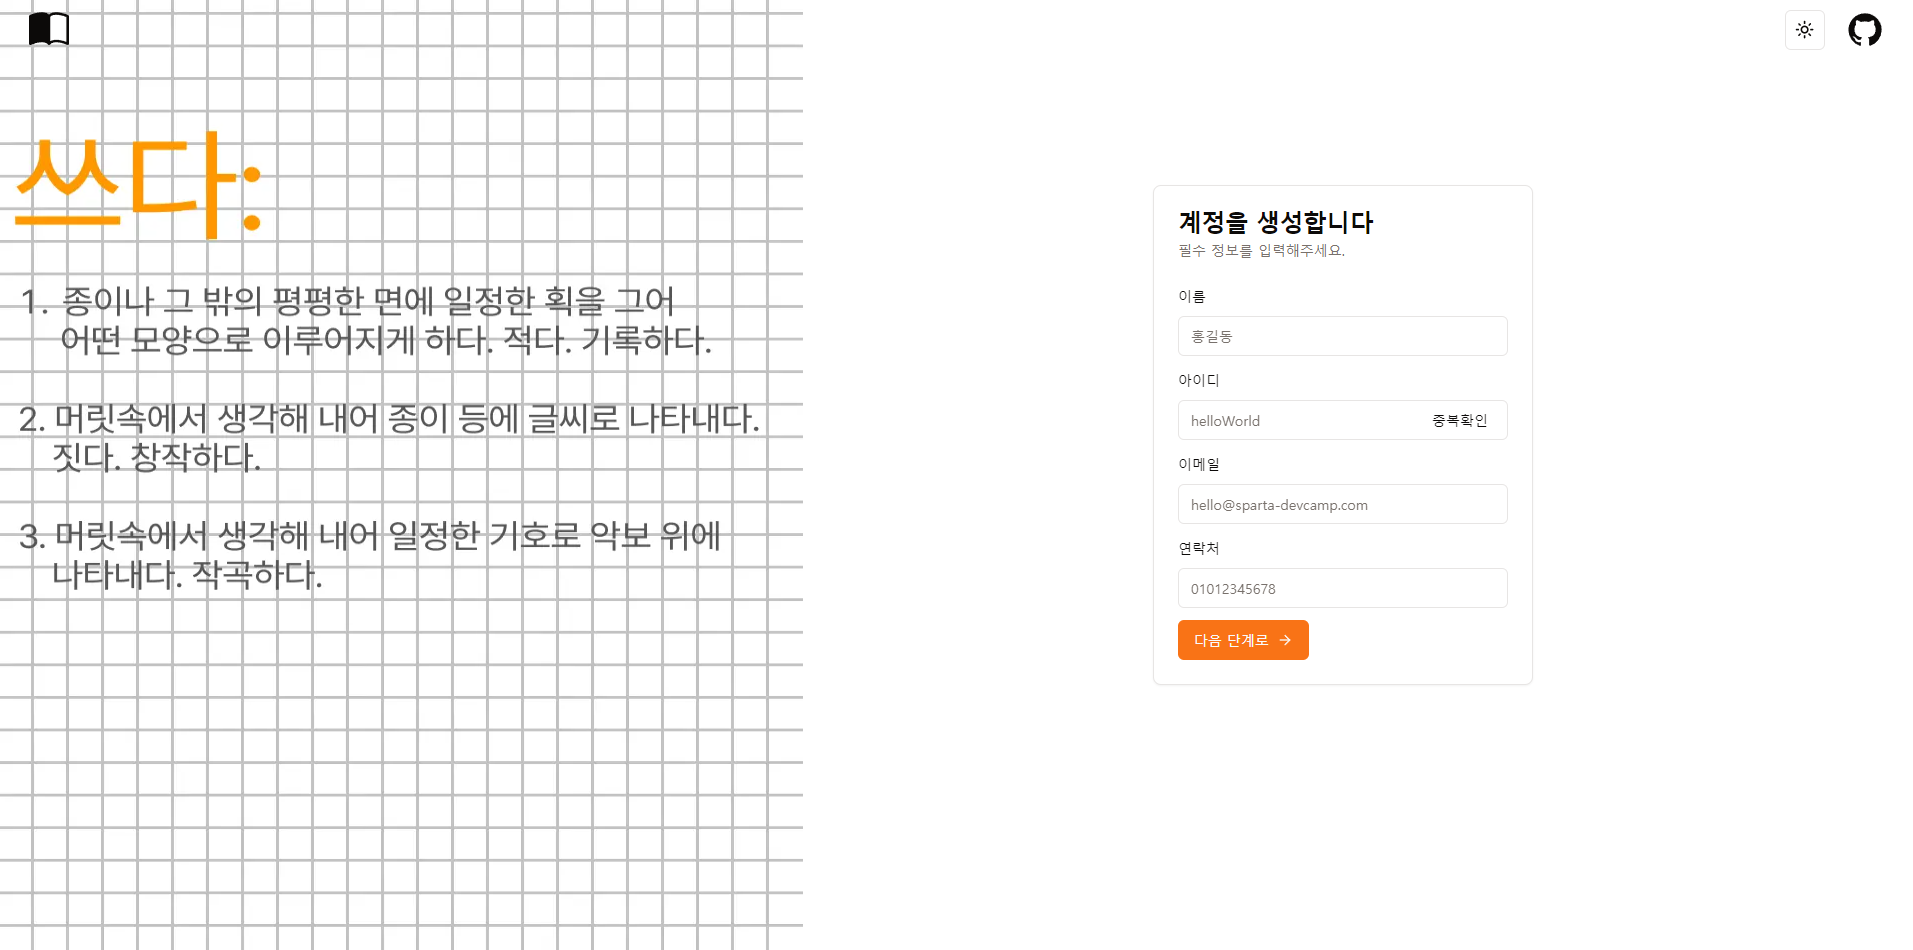 쓰다:
1. 종이나 그 밖의 평평한 면에 일정한 획을 그어
어떤 모양으로 이루어지게 하다. 적다. 기록하다.
2. 머릿속에서 생각해 내어 종이 등에 글씨로 나타내다.
짓다. 창작하다.
3. 머릿속에서 생각해 내어 일정한 기호로 악보 위에
나타내다. 작곡하다.
계정을 생성합니다
필수 정보를 입력해주세요.
이름
홍길동
아이디
helloWorld 중복확인
이메일
hello@sparta-devcamp.com
연락처
01012345678
다음 단계로 →